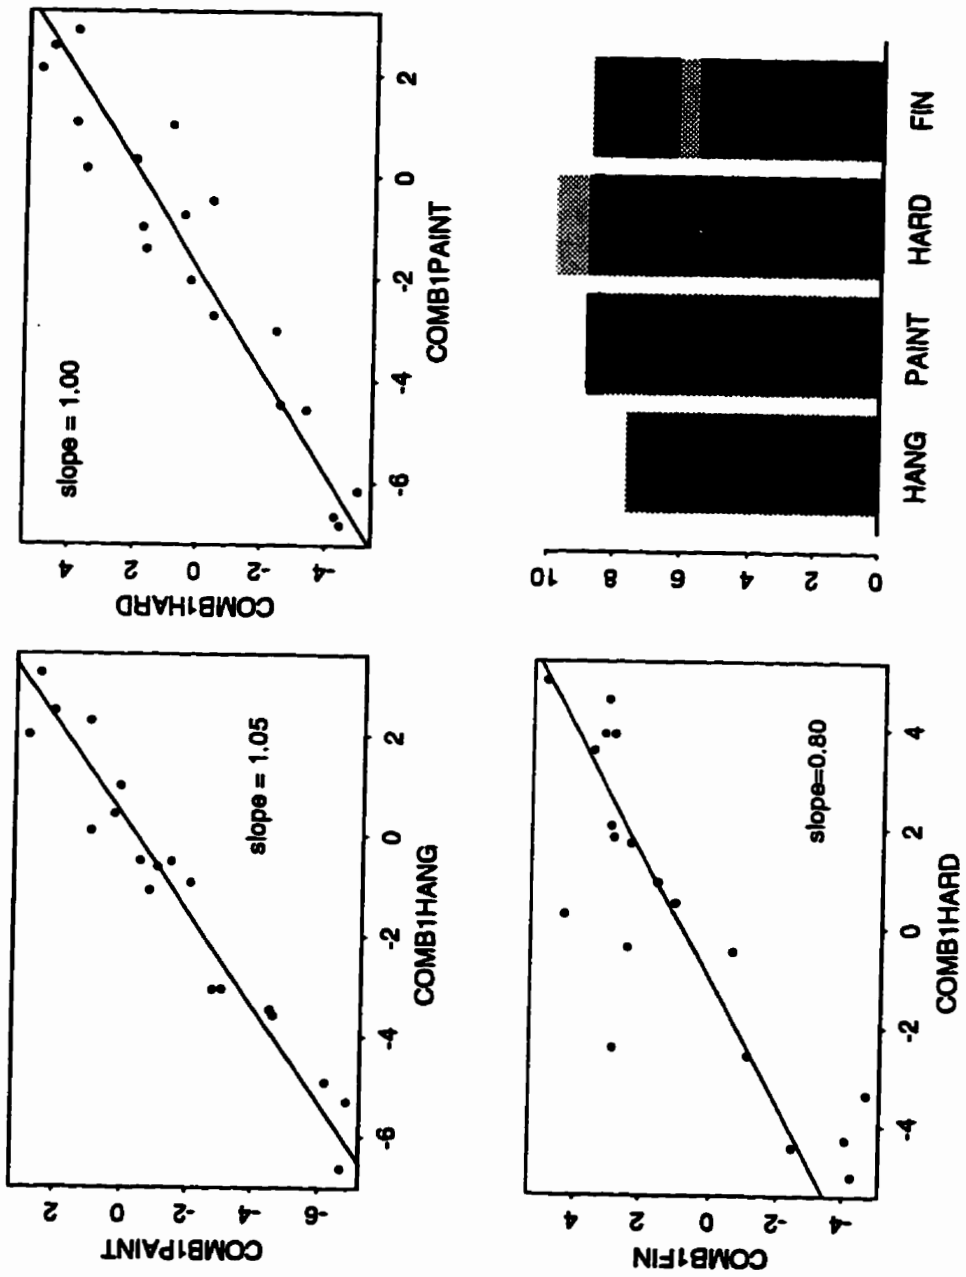 COMB1PAINT
2
0
-2
-4
-6
slope = 1.05
-6
-4
-2
0
2
COMB1HANG
COMB1HARD
4
2
0
-2
-4
slope = 1.00
-6
-4
-2
0
2
COMB1PAINT
COMB1FIN
4
2
0
-2
-4
slope=0.80
-4
-2
0
2
4
COMB1HARD
10
8
6
4
2
0
HANG
PAINT
HARD
FIN